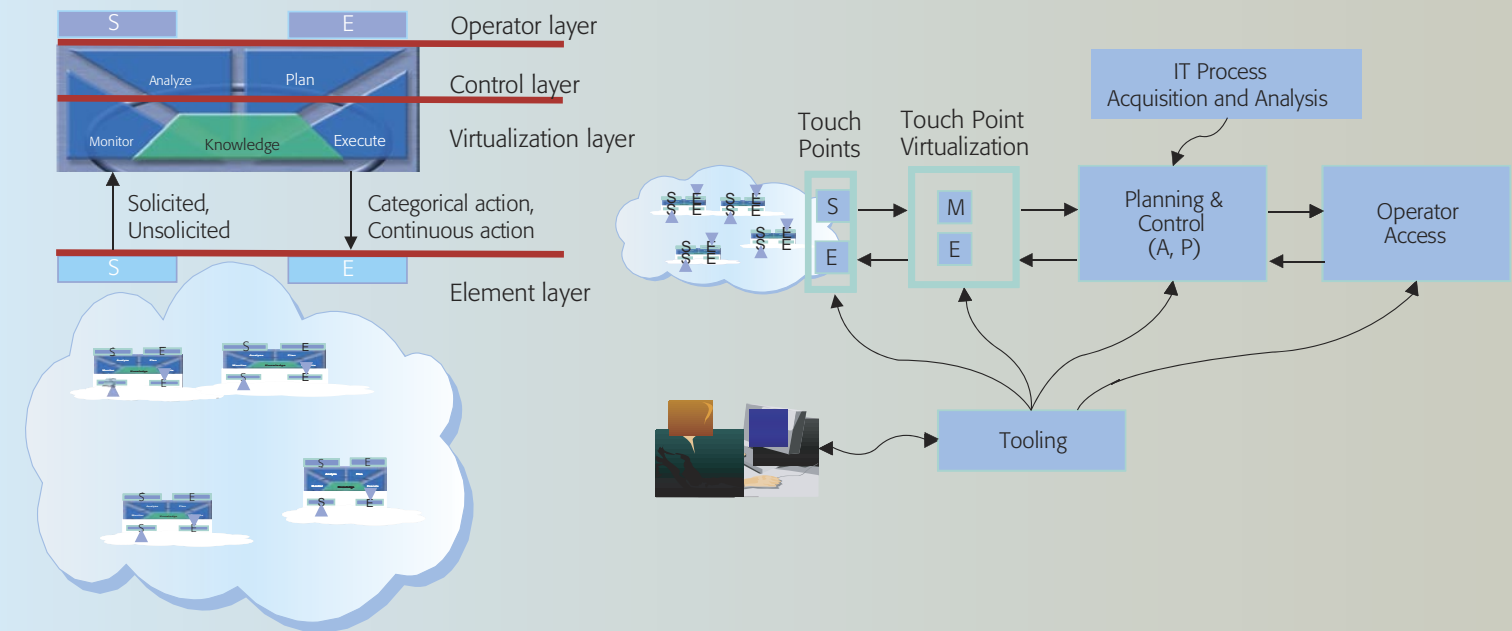 S
E
Operator layer
Analyze
Plan
Control layer
Monitor
Knowledge
Execute
Virtualization layer
Solicited,
Unsolicited
Categorical action,
Continuous action
S
E
Element layer
S
E
S
E
S
E
S
E
S
E
S
E
S
E
S
E
IT Process
Acquisition and Analysis
Touch
Points
Touch Point
Virtualization
S
E
S
E
S
E
S
E
S
E
S
E
S
E
S
E
S
E
M
E
Planning &
Control
(A, P)
Operator
Access
Tooling